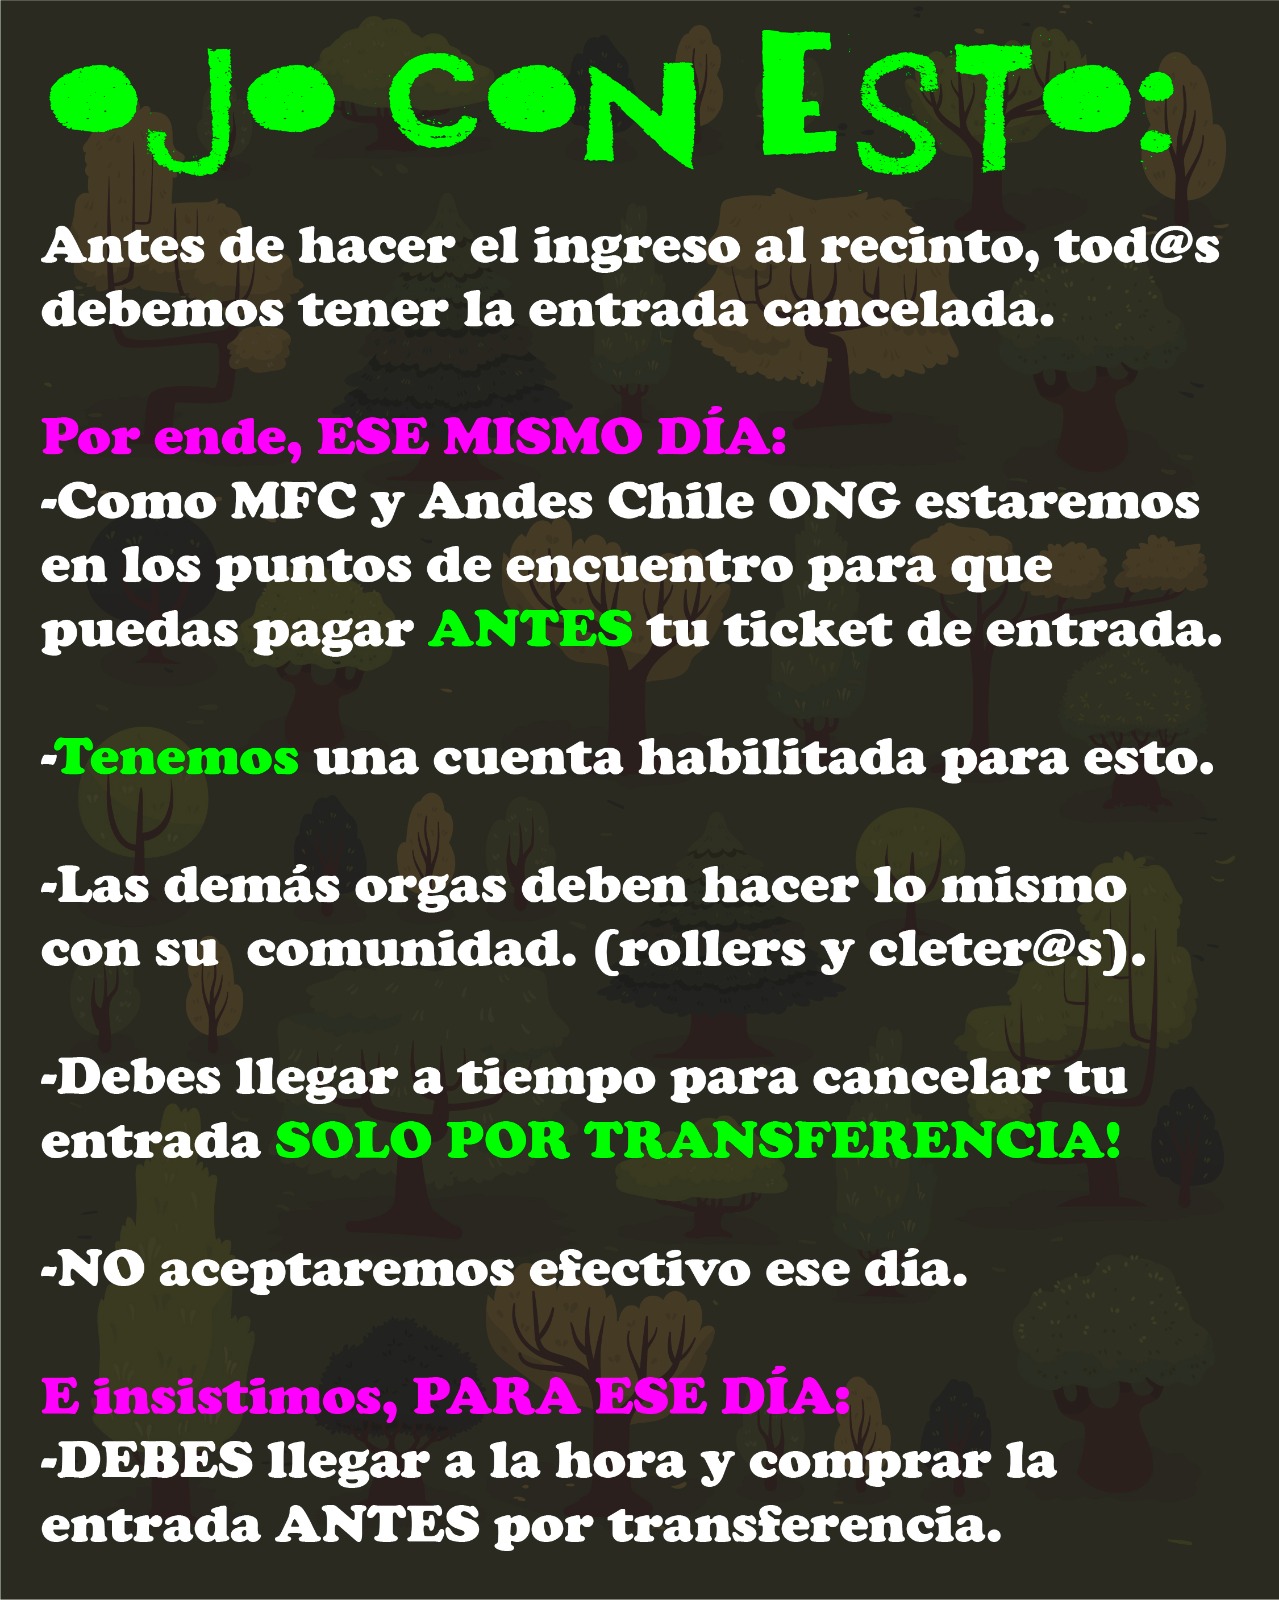 OJO CON ESTO:
Antes de hacer el ingreso al recinto, tod@s
debemos tener la entrada cancelada.
Por ende, ESE MISMO DÍA:
-Como MFC y Andes Chile ONG estaremos
en los puntos de encuentro para que
puedas pagar ANTES tu ticket de entrada.
-Tenemos una cuenta habilitada para esto.
-Las demás orgas deben hacer lo mismo
con su  comunidad. (rollers y cleter@s).
-Debes llegar a tiempo para cancelar tu
entrada SOLO POR TRANSFERENCIA!
-NO aceptaremos efectivo ese día.
E insistimos, PARA ESE DÍA:
-DEBES llegar a la hora y comprar la
entrada ANTES por transferencia.